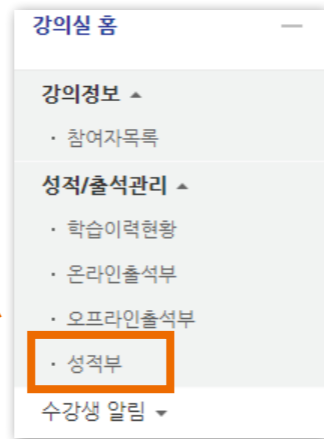 강의실 홈
강의정보 ▲
· 참여자목록
성적/출석관리 ▲
· 학습이력현황
· 온라인출석부
· 오프라인출석부
· 성적부
수강생 알림 ▼